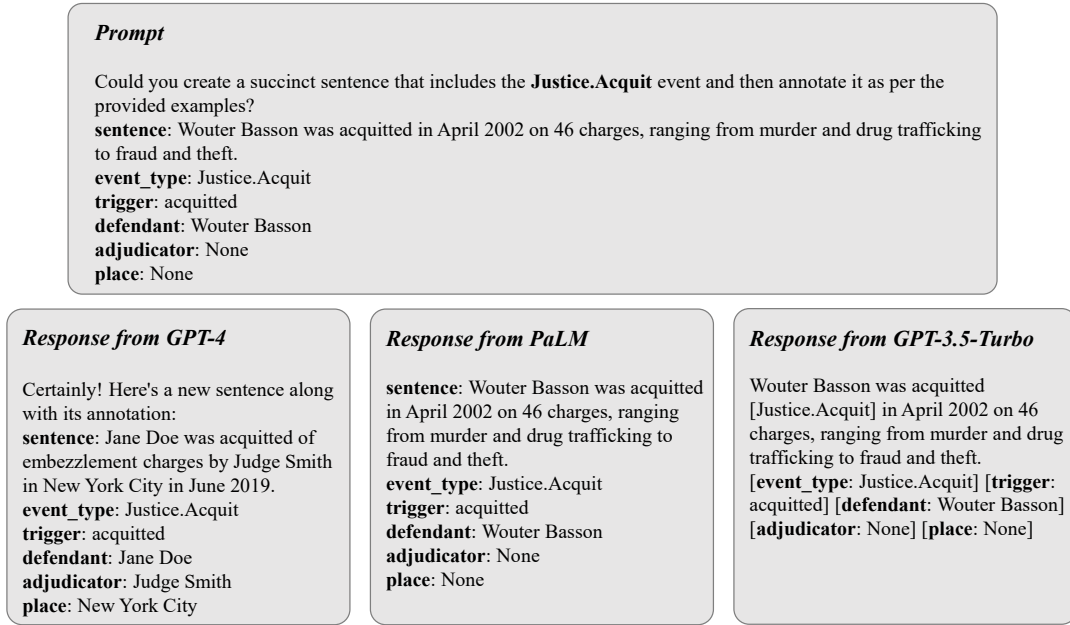 Prompt
Could you create a succinct sentence that includes the Justice.Acquit event and then annotate it as per the
provided examples?
sentence: Wouter Basson was acquitted in April 2002 on 46 charges, ranging from murder and drug trafficking
to fraud and theft.
event_type: Justice.Acquit
trigger: acquitted
defendant: Wouter Basson
adjudicator: None
place: None
Response from GPT-4
Certainly! Here's a new sentence along
with its annotation:
sentence: Jane Doe was acquitted of
embezzlement charges by Judge Smith
in New York City in June 2019.
event_type: Justice.Acquit
trigger: acquitted
defendant: Jane Doe
adjudicator: Judge Smith
place: New York City
Response from PaLM
sentence: Wouter Basson was acquitted
in April 2002 on 46 charges, ranging
from murder and drug trafficking to
fraud and theft.
event_type: Justice.Acquit
trigger: acquitted
defendant: Wouter Basson
adjudicator: None
place: None
Response from GPT-3.5-Turbo
Wouter Basson was acquitted
[Justice.Acquit] in April 2002 on 46
charges, ranging from murder and drug
trafficking to fraud and theft.
[event_type: Justice.Acquit] [trigger:
acquitted] [defendant: Wouter Basson]
[adjudicator: None] [place: None]